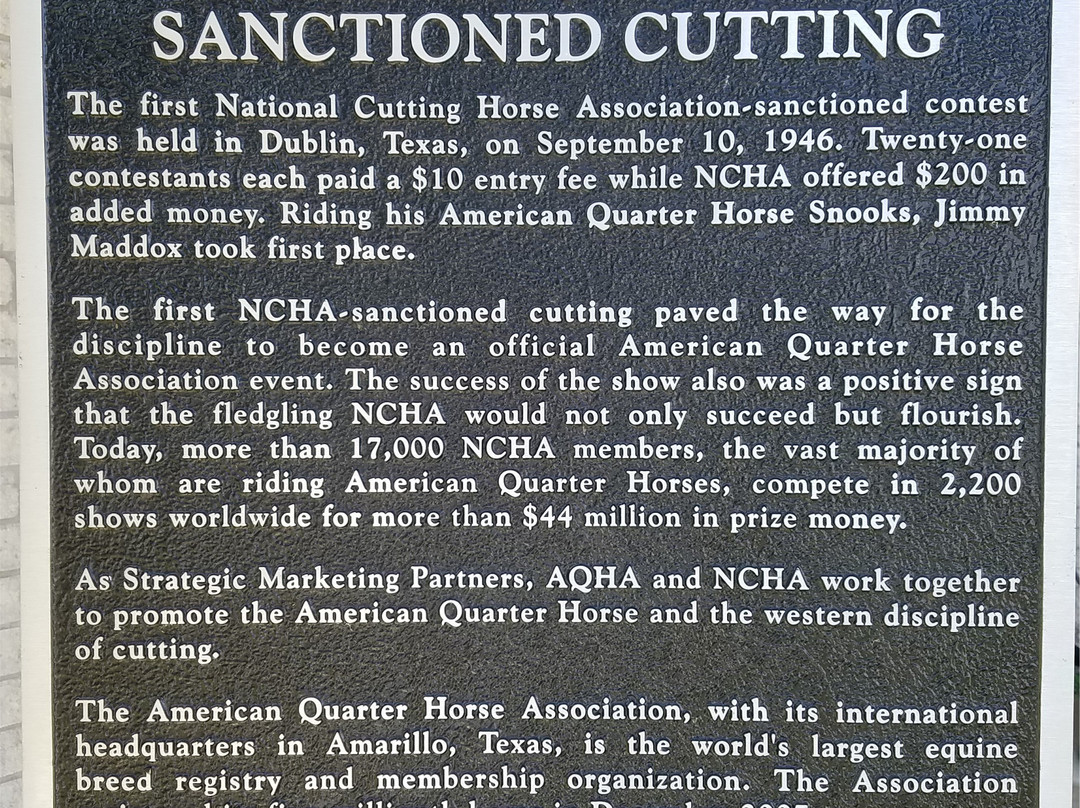 SANCTIONED CUTTING
The first National Cutting Horse Association-sanctioned contest
was held in Dublin, Texas, on September 10, 1946. Twenty-one
contestants each paid a $10 entry fee while NCHA offered $200 in
added money. Riding his American Quarter Horse Snooks, Jimmy
Maddox took first place.
The first NCHA-sanctioned cutting paved the way for the
discipline to become an official American Quarter Horse
Association event. The success of the show also was a positive sign
that the fledgling NCHA would not only succeed but flourish.
Today, more than 17,000 NCHA members, the vast majority of
whom are riding American Quarter Horses, compete in 2,200
shows worldwide for more than $44 million in prize money.
As Strategic Marketing Partners, AQHA and NCHA work together
to promote the American Quarter Horse and the western discipline
of cutting.
The American Quarter Horse Association, with its international
headquarters in Amarillo, Texas, is the world's largest equine
breed registry and membership organization. The Association